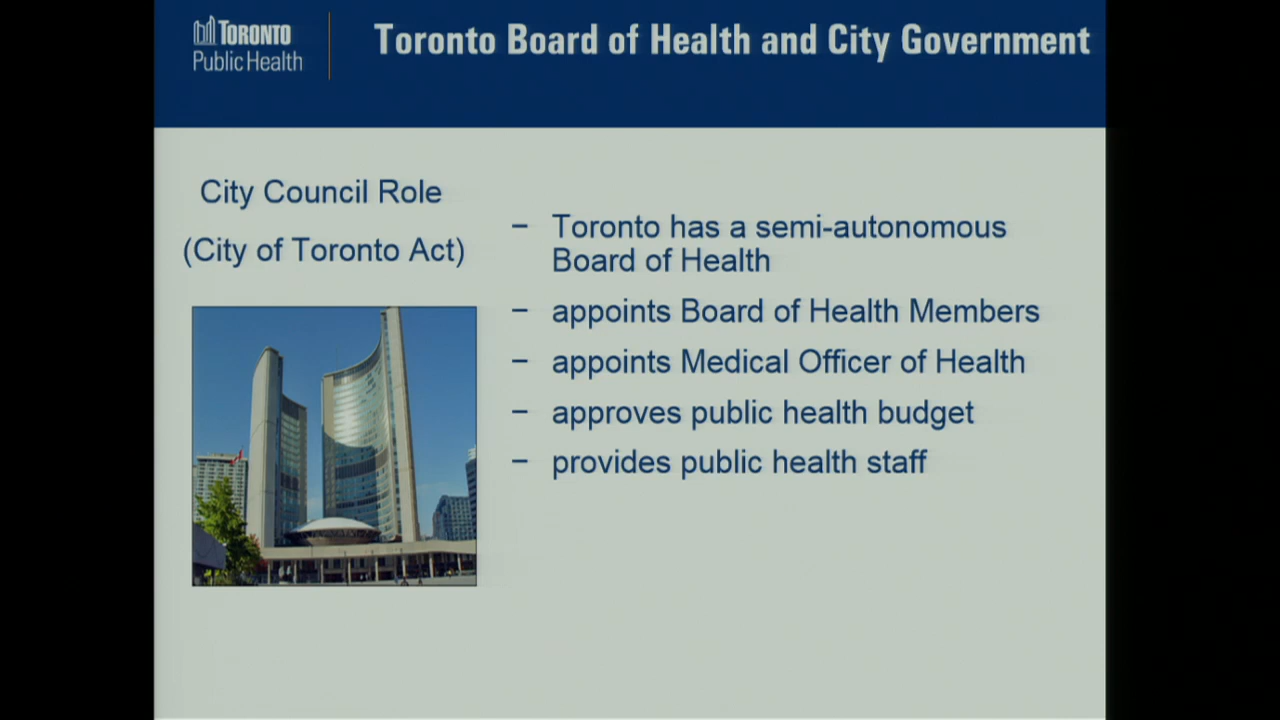 TORONTO
Public Health
Toronto Board of Health and City Government
City Council Role
(City of Toronto Act)
– Toronto has a semi-autonomous
Board of Health
– appoints Board of Health Members
– appoints Medical Officer of Health
– approves public health budget
– provides public health staff